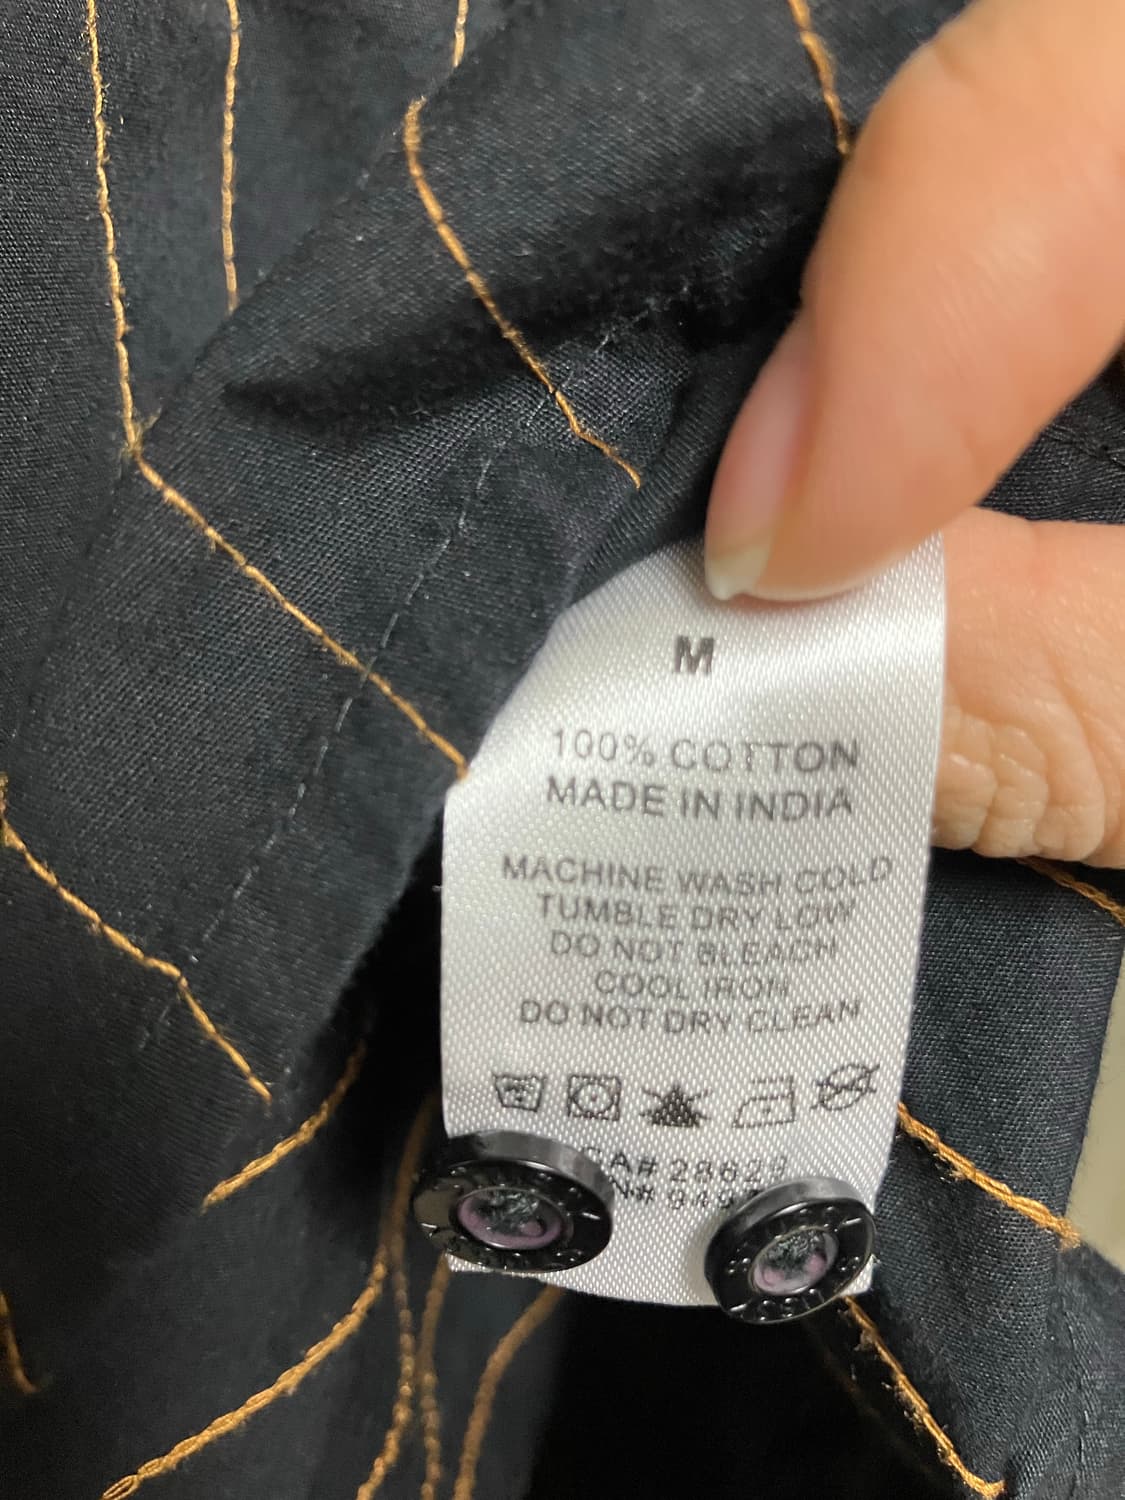 M
100% COTTON
MADE IN INDIA
MACHINE WASH COLD
TUMBLE DRY LOW
DO NOT BLEACH
COOL IRON
DO NOT DRY CLEAN
28629